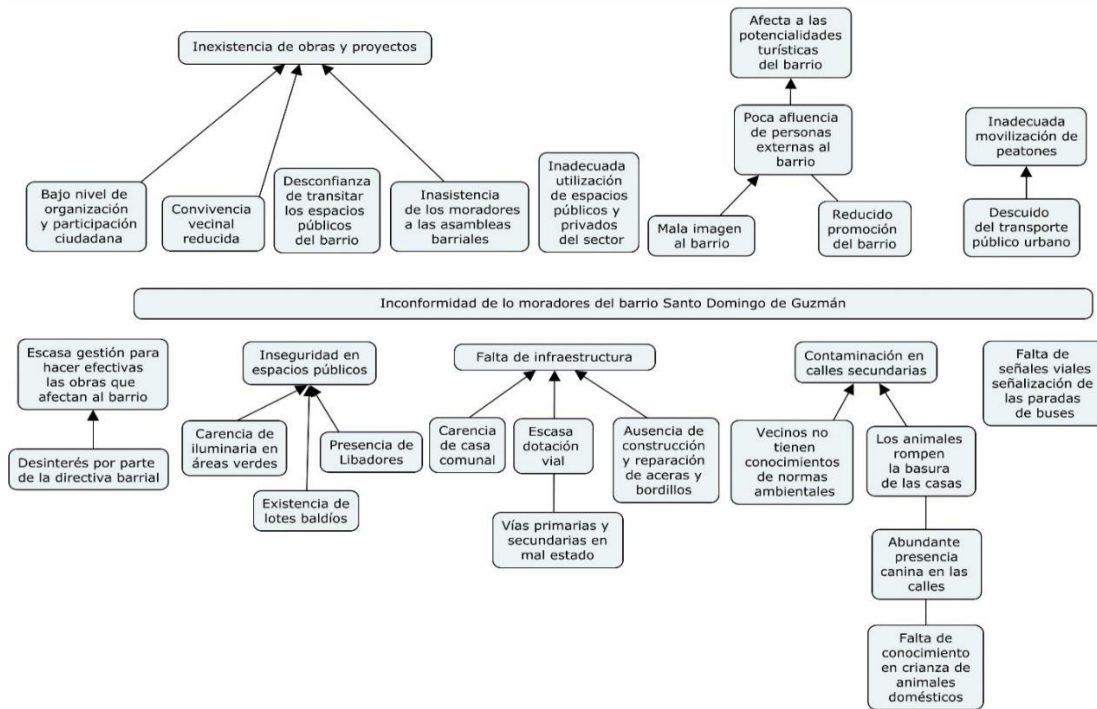 Inexistencia de obras y proyectos
Afecta a las
potencialidades
turísticas
del barrio
Poca afluencia
de personas
externas al
barrio
Inadecuada
movilización de
peatones
Bajo nivel de
organización
y participación
ciudadana
Convivencia
vecinal
reducida
Desconfianza
de transitar
los espacios
públicos
del barrio
Inasistencia
de los moradores
a las asambleas
barriales
Inadecuada
utilización
de espacios
públicos y
privados
del sector
Mala imagen
al barrio
Reducido
promoción
del barrio
Descuido
del transporte
público urbano
Inconformidad de lo moradores del barrio Santo Domingo de Guzmán
Escasa gestión para
hacer efectivas
las obras que
afectan al barrio
Inseguridad en
espacios públicos
Falta de infraestructura
Contaminación en
calles secundarias
Falta de
señales viales
señalización de
las paradas
de buses
Desinterés por parte
de la directiva barrial
Carencia de
iluminaria en
áreas verdes
Existencia de
lotes baldíos
Presencia de
Libadores
Carencia
de casa
comunal
Escasa
dotación
vial
Ausencia de
construcción
y reparación
de aceras y
bordillos
Vías primarias y
secundarias en
mal estado
Vecinos no
tienen
conocimientos
de normas
ambientales
Los animales
rompen
la basura
de las casas
Abundante
presencia
canina en las
calles
Falta de
conocimiento
en crianza de
animales
domésticos